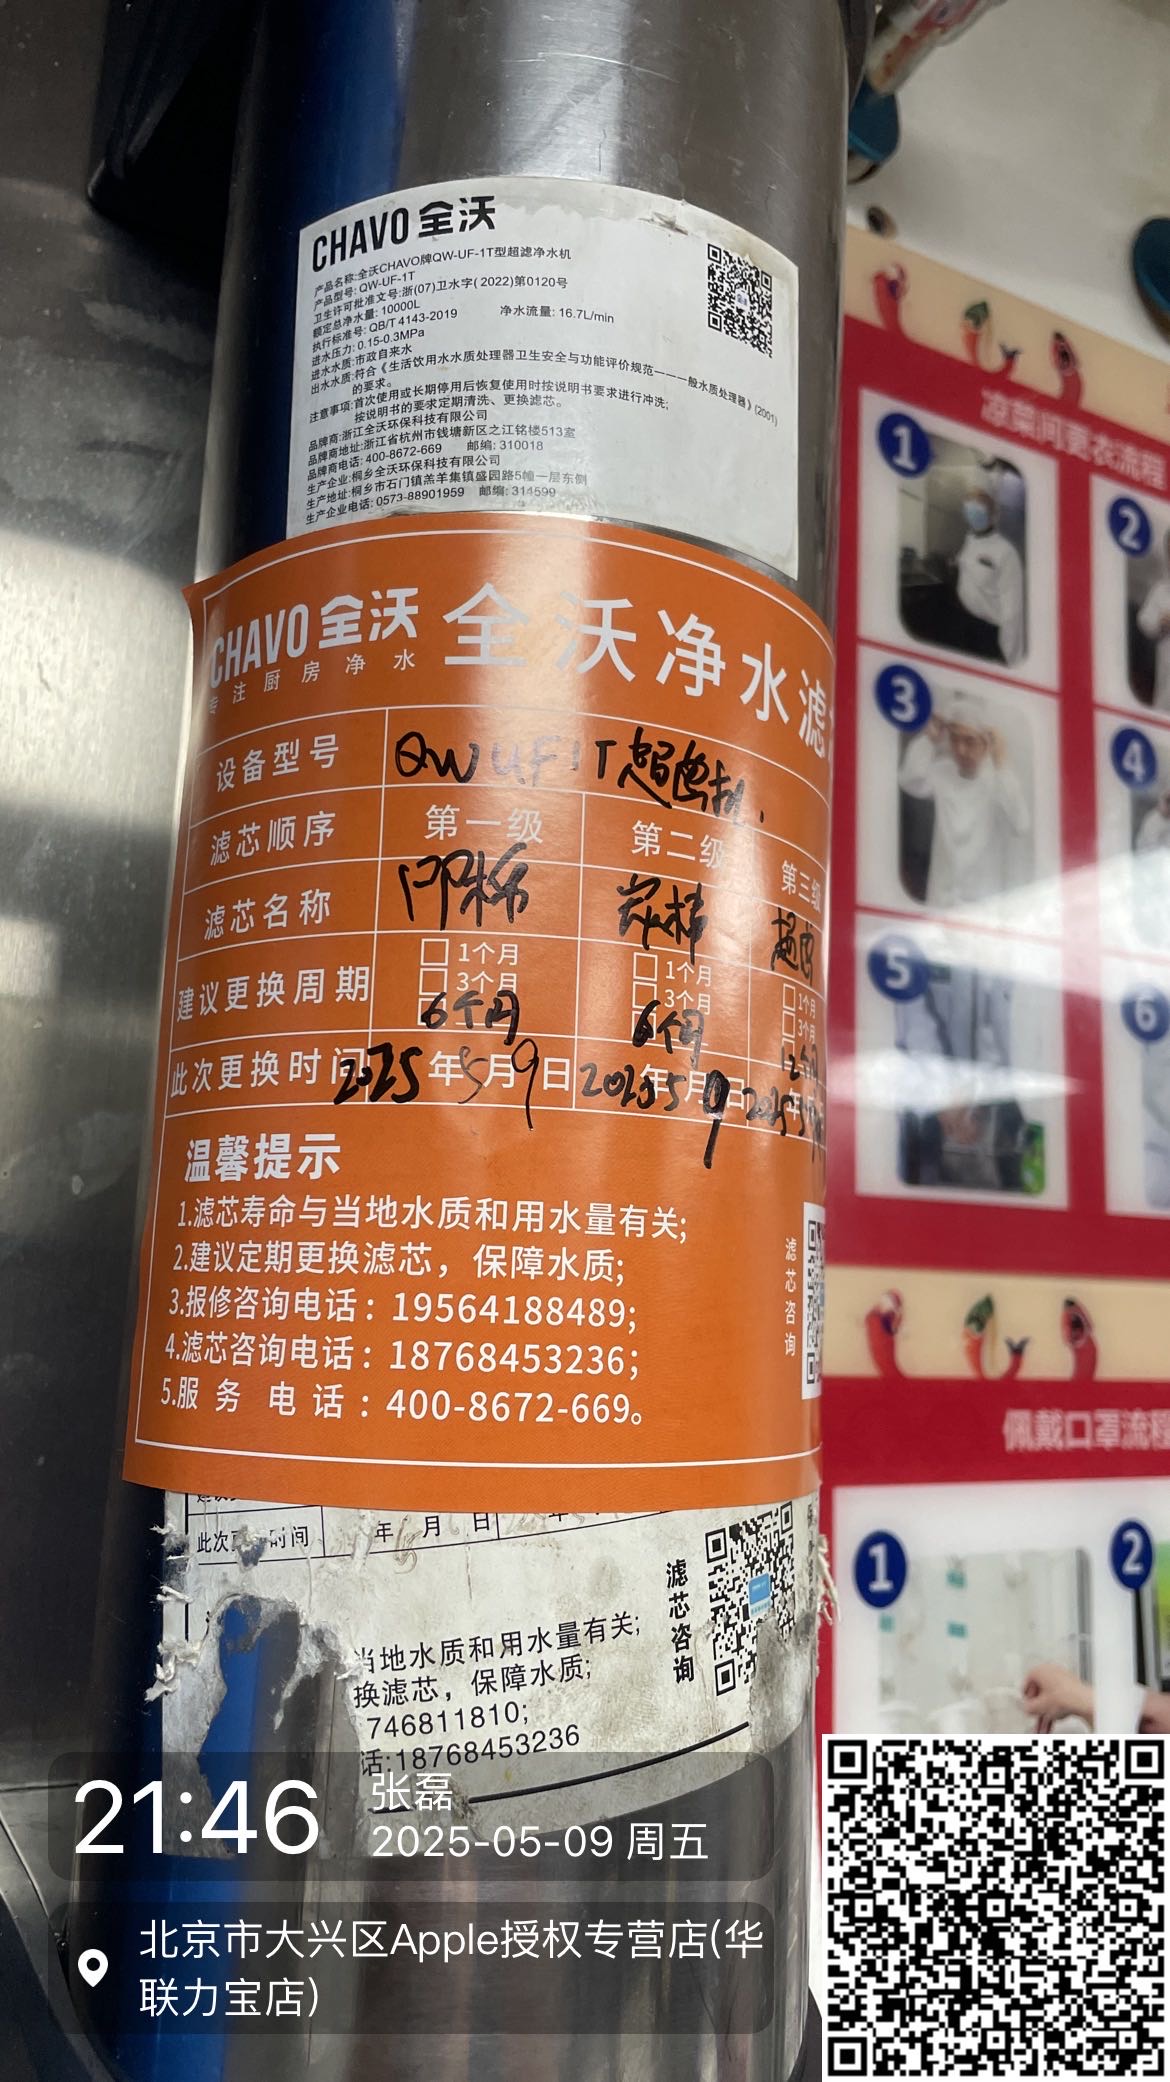 CHAVO 全沃
产品名称:全沃CHAVO牌QW-UF-1T型超滤净水机
产品型号: QW-UF-1T
卫生许可批准文号:浙(07)卫水字( 2022)第0120号
额定总净水量: 10000L 净水流量: 16.7L/min
执行标准号: QB/T 4143-2019
进水压力: 0.15-0.3MPa
进水水质:市政自来水
出水水质:符合《生活饮用水水质处理器卫生安全与功能评价规范——一般水质处理器》(2001)
的要求。
注意事项:首次使用或长期停用后恢复使用时按说明书要求进行冲洗;
按说明书的要求定期清洗、更换滤芯。
品牌商:浙江全沃环保科技有限公司
品牌商地址:浙江省杭州市钱塘新区之江铭楼513室
品牌商电话: 400-8672-669 邮编: 310018
生产企业:桐乡全沃环保科技有限公司
生产地址:桐乡市石门镇羔羊集镇盛园路5幢一层东侧
生产企业电话: 0573-88901959 邮编: 314599
CHAVO 全沃 全沃净水滤
专注厨房净水
设备型号 QWUF1T超滤机.
滤芯顺序 第一级 第二级 第三级
滤芯名称 PP棉 炭棒 超滤
建议更换周期 1个月 1个月 1个月
3个月 3个月 3个月
6个月 6个月 12个月
此次更换时间 2025年5月9日 2025年5月9日 2025年5
温馨提示
1.滤芯寿命与当地水质和用水量有关;
2.建议定期更换滤芯，保障水质;
3.报修咨询电话：19564188489;
4.滤芯咨询电话：18768453236;
5.服务电话：400-8672-669。
滤芯咨询
此次 时间 年 月 日 年
当地水质和用水量有关;
换滤芯，保障水质;
746811810;
话:18768453236
滤芯咨询
凉菜间更衣流程
1
2
3
4
5
6
佩戴口罩流程
1
2
21:46
张磊
2025-05-09 周五
北京市大兴区Apple授权专营店(华
联力宝店)